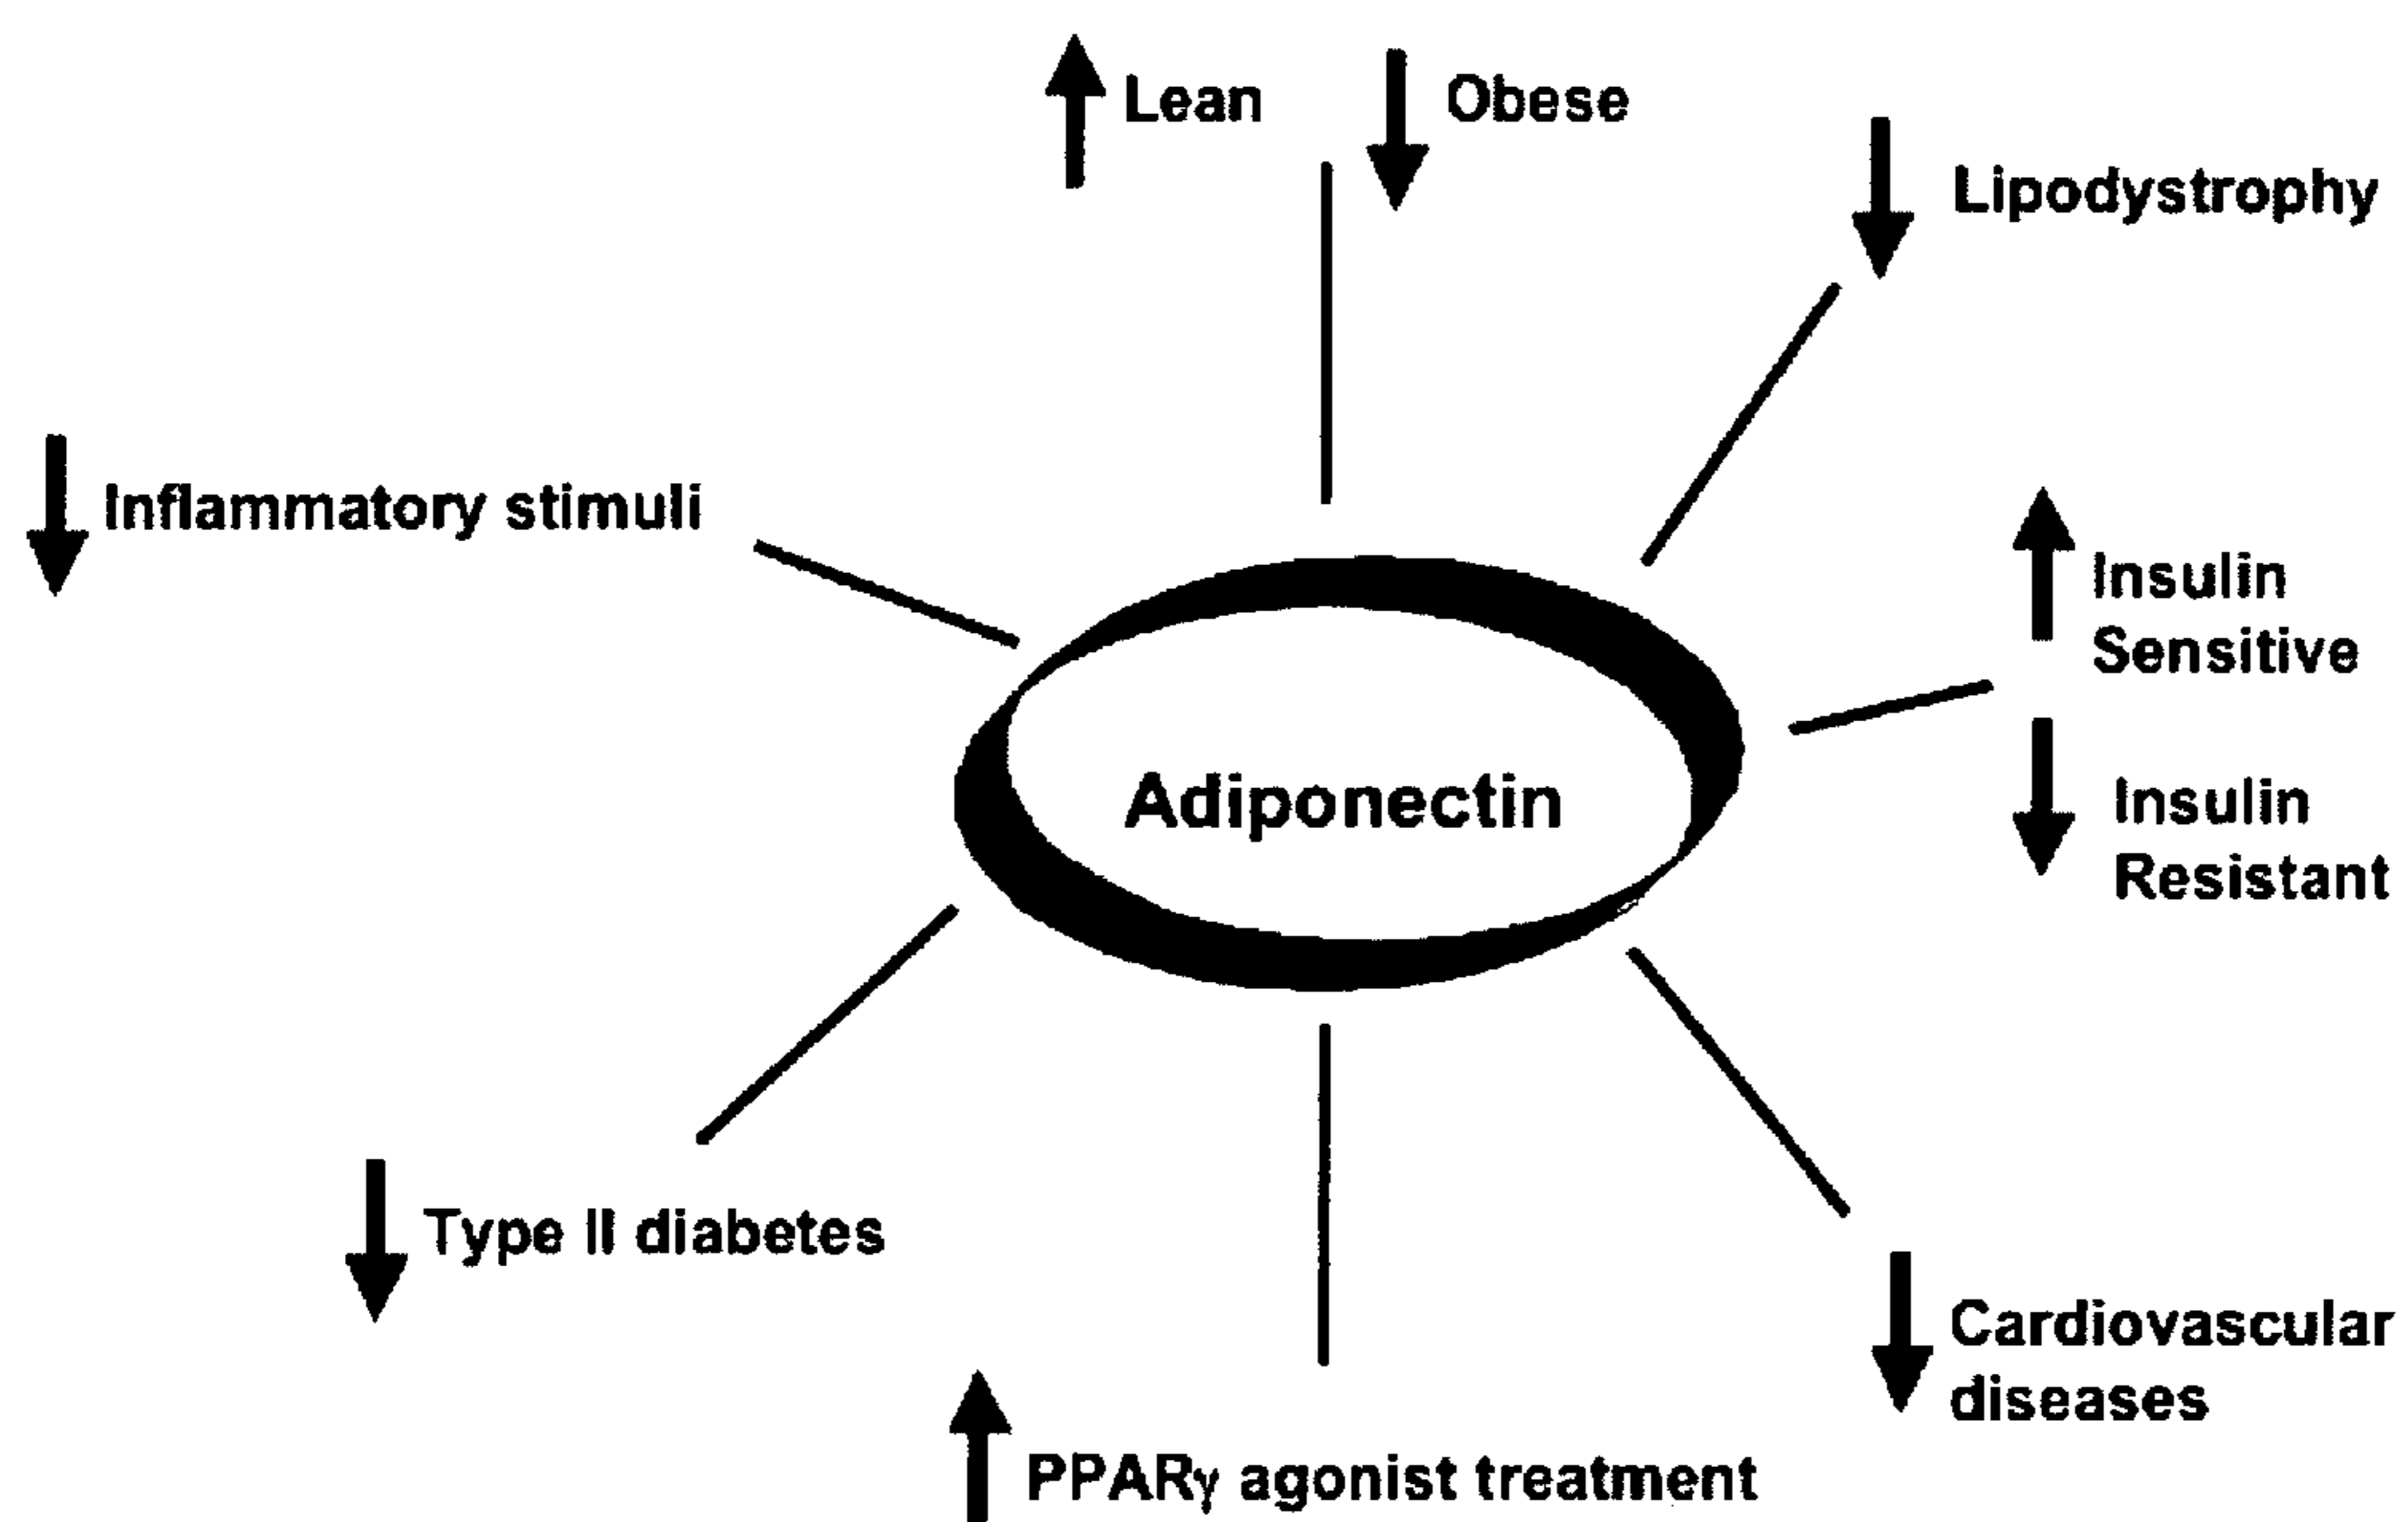 Lean
Obese
Lipodystrophy
Inflammatory stimuli
Insulin
Sensitive
Adiponectin
Insulin
Resistant
Type II diabetes
Cardiovascular
diseases
PPARγ agonist treatment